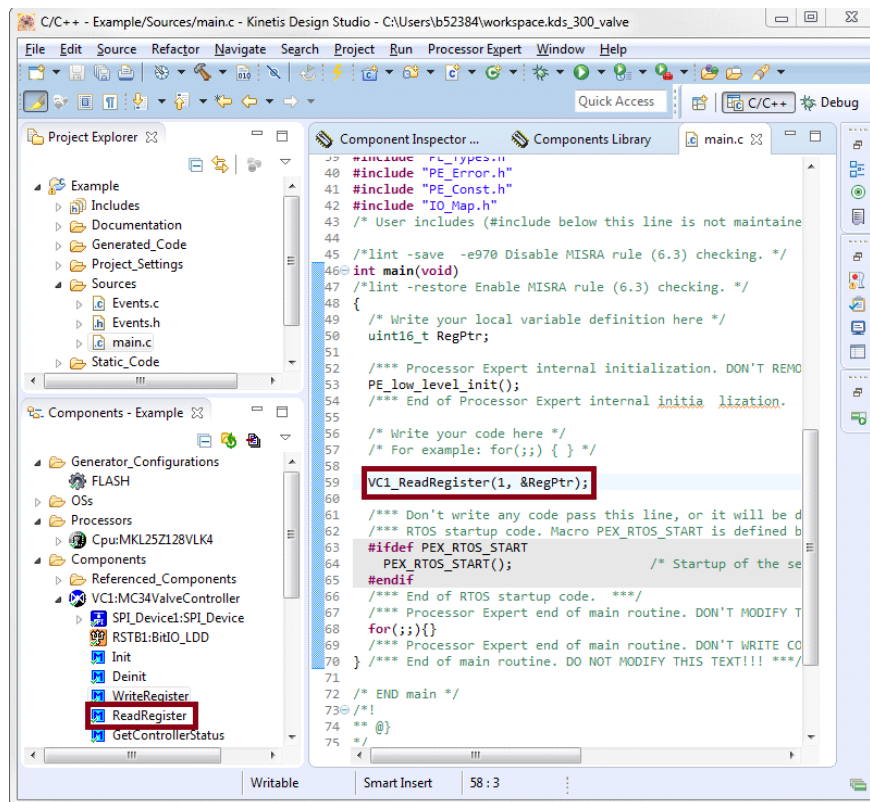 C/C++ - Example/Sources/main.c - Kinetis Design Studio - C:\Users\b52384\workspace.kds_300_valve
File Edit Source Refactor Navigate Search Project Run Processor Expert Window Help
Quick Access
C/C++
Debug
Project Explorer
Example
Includes
Documentation
Generated_Code
Project_Settings
Sources
Events.c
Events.h
main.c
Static_Code
Components - Example
Generator_Configurations
FLASH
OSs
Processors
Cpu:MKL25Z128VLK4
Components
Referenced_Components
VC1:MC34ValveController
SPI_Device1:SPI_Device
RSTB1:BitIO_LDD
Init
Deinit
WriteRegister
ReadRegister
GetControllerStatus
Component Inspector ...
Components Library
main.c
39 #include "PE_Types.h"
40 #include "PE_Error.h"
41 #include "PE_Const.h"
42 #include "IO_Map.h"
43 /* User includes (#include below this line is not maintaine
44
45 /*lint -save  -e970 Disable MISRA rule (6.3) checking. */
46 int main(void)
47 /*lint -restore Enable MISRA rule (6.3) checking. */
48 {
49   /* Write your local variable definition here */
50   uint16_t RegPtr;
51
52   /*** Processor Expert internal initialization. DON'T REMO
53   PE_low_level_init();
54   /*** End of Processor Expert internal initia lization.
55
56   /* Write your code here */
57   /* For example: for(;;) { } */
58
59   VC1_ReadRegister(1, &RegPtr);
60
61   /*** Don't write any code pass this line, or it will be d
62   /*** RTOS startup code. Macro PEX_RTOS_START is defined b
63   #ifdef PEX_RTOS_START
64     PEX_RTOS_START();                  /* Startup of the se
65   #endif
66   /*** End of RTOS startup code.  ***/
67   /*** Processor Expert end of main routine. DON'T MODIFY T
68   for(;;){}
69   /*** Processor Expert end of main routine. DON'T WRITE CO
70 } /*** End of main routine. DO NOT MODIFY THIS TEXT!!! ***/
71
72 /* END main */
73 /*!
74 ** @}
75 */
Writable
Smart Insert
58 : 3